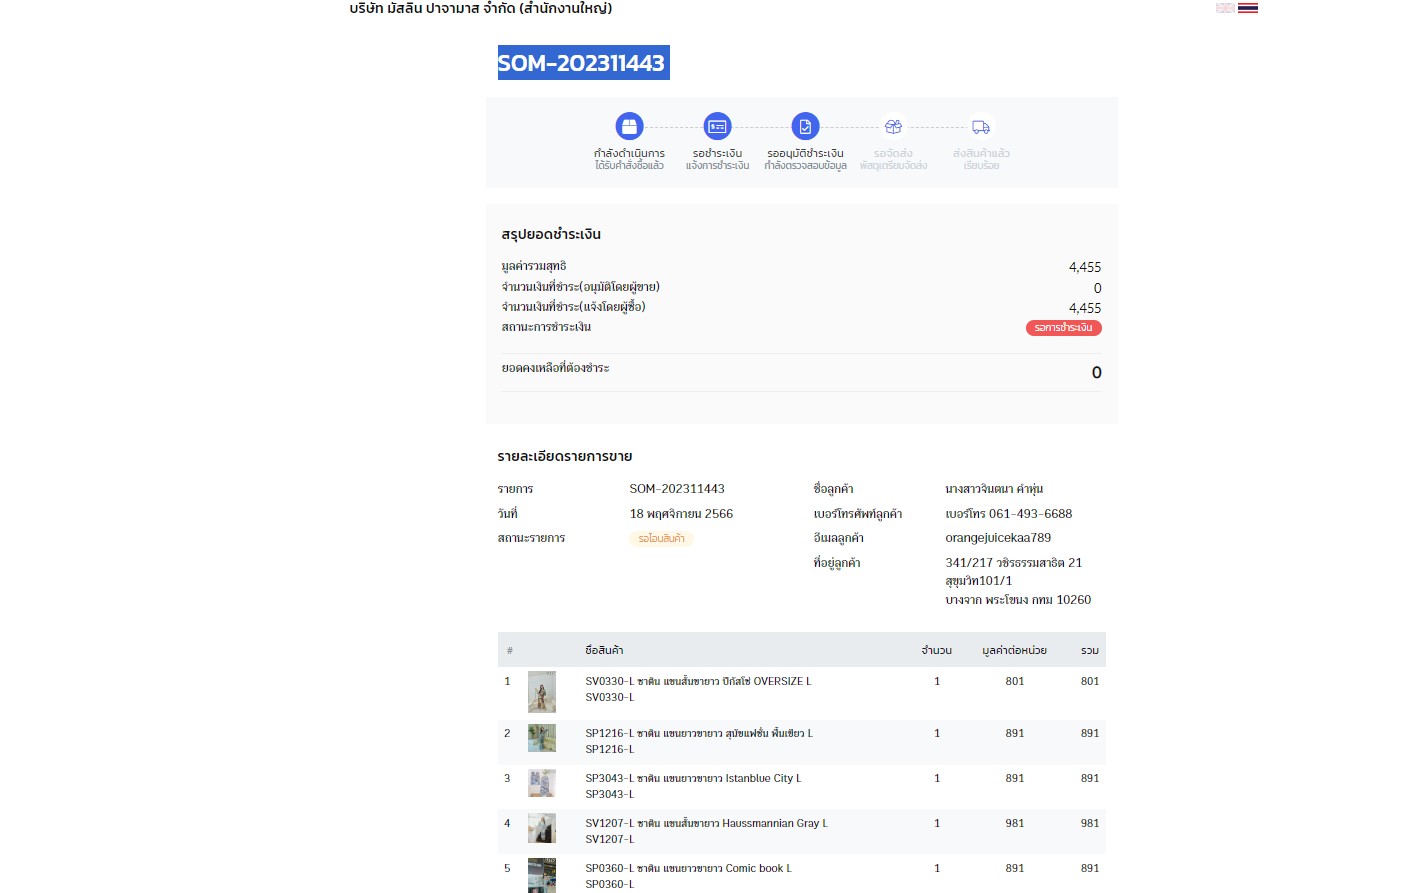 บริษัท มัสลิน ปาจามาส จำกัด (สำนักงานใหญ่)
SOM-202311443
กำลังดำเนินการ
ได้รับคำสั่งซื้อแล้ว
รอชำระเงิน
แจ้งการชำระเงิน
รออนุมัติชำระเงิน
กำลังตรวจสอบข้อมูล
รอจัดส่ง
พัสดุเตรียมจัดส่ง
ส่งสินค้าแล้ว
เรียบร้อย
สรุปยอดชำระเงิน
มูลค่ารวมสุทธิ 4,455
จำนวนเงินที่ชำระ(อนุมัติโดยผู้ขาย) 0
จำนวนเงินที่ชำระ(แจ้งโดยผู้ซื้อ) 4,455
สถานะการชำระเงิน รอการชำระเงิน
ยอดคงเหลือที่ต้องชำระ 0
รายละเอียดรายการขาย
รายการ SOM-202311443 ชื่อลูกค้า นางสาวจินตนา คำหุ่น
วันที่ 18 พฤศจิกายน 2566 เบอร์โทรศัพท์ลูกค้า เบอร์โทร 061-493-6688
สถานะรายการ รอโอนสินค้า อีเมลลูกค้า orangejuicekaa789
ที่อยู่ลูกค้า 341/217 วชิรธรรมสาธิต 21
สุขุมวิท101/1
บางจาก พระโขนง กทม 10260
# ชื่อสินค้า จำนวน มูลค่าต่อหน่วย รวม
1 SV0330-L ซาติน แขนสั้นขายาว ปิกัสโซ่ OVERSIZE L 1 801 801
SV0330-L
2 SP1216-L ซาติน แขนยาวขายาว สุนัขแฟชั่น พื้นเขียว L 1 891 891
SP1216-L
3 SP3043-L ซาติน แขนยาวขายาว Istanblue City L 1 891 891
SP3043-L
4 SV1207-L ซาติน แขนสั้นขายาว Haussmannian Gray L 1 981 981
SV1207-L
5 SP0360-L ซาติน แขนยาวขายาว Comic book L 1 891 891
SP0360-L